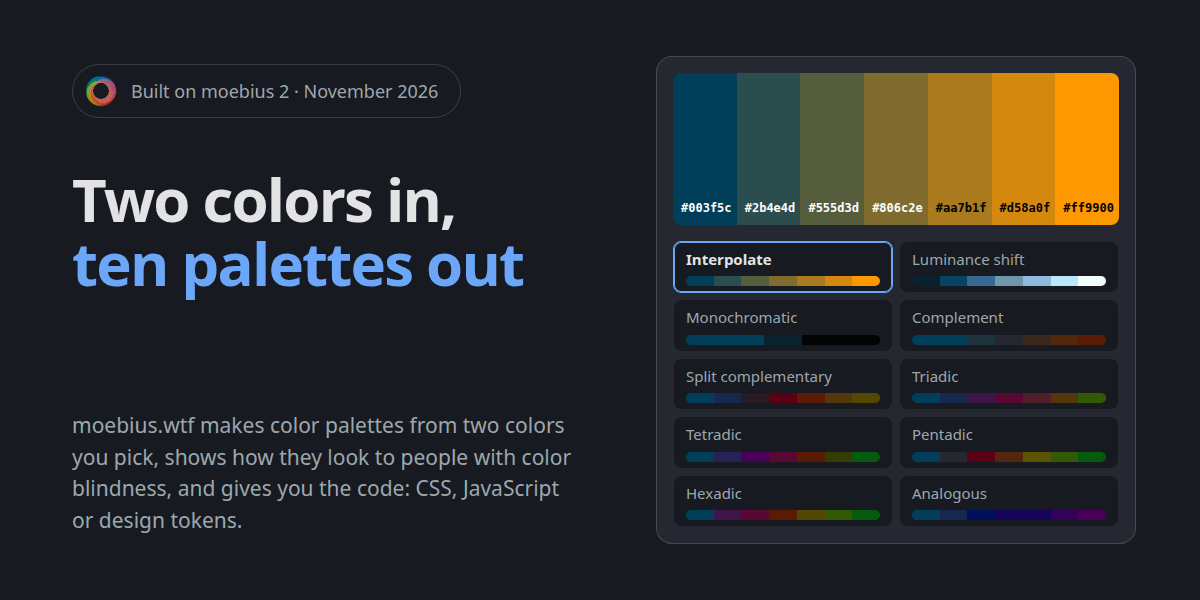 Built on moebius 2 · November 2026
Two colors in,
ten palettes out
moebius.wtf makes color palettes from two colors
you pick, shows how they look to people with color
blindness, and gives you the code: CSS, JavaScript
or design tokens.
#003f5c #2b4e4d #555d3d #806c2e #aa7b1f #d58a0f #ff9900
Interpolate
Luminance shift
Monochromatic
Complement
Split complementary
Triadic
Tetradic
Pentadic
Hexadic
Analogous